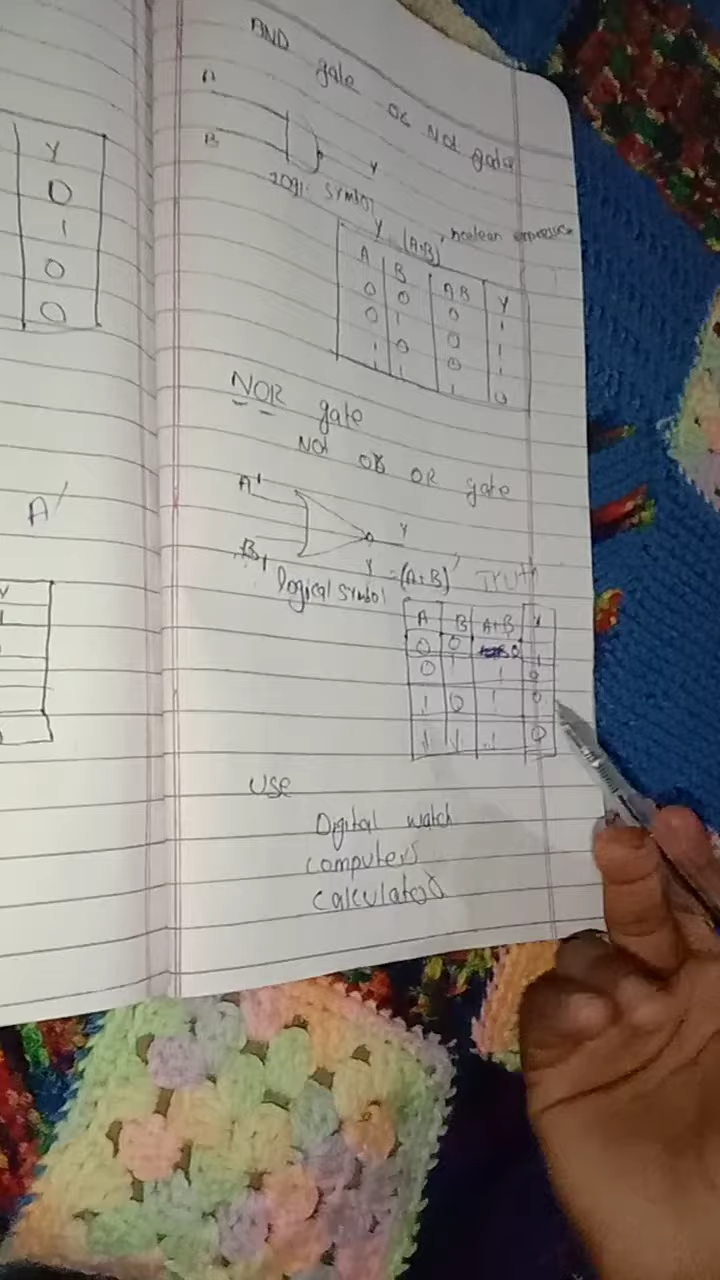 AND gate or Not gate
A
B
Y
Logic symbol
Y (A·B)' boolean expression
A B AB Y
0 0 0 1
0 1 0 1
1 0 0 1
1 1 1 0
NOR gate
Not OR OR gate
A
B
Y
Y = (A+B)' Truth
Logical symbol
A B A+B Y
0 0 0 1
0 1 1 0
1 0 1 0
1 1 1 0
Use
Digital watch
Computers
Calculator
Y
0
1
0
0
A'